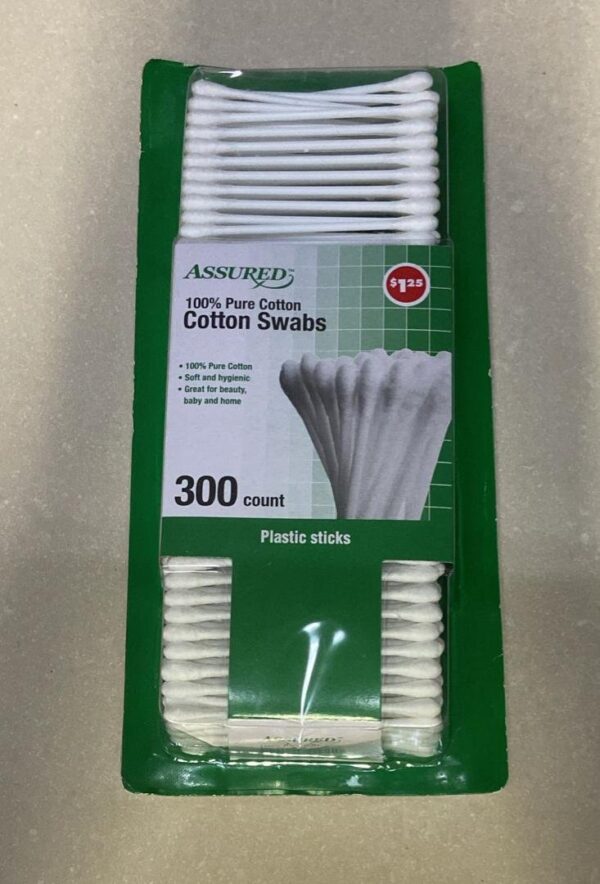 ASSURED™
$1.25
100% Pure Cotton
Cotton Swabs
• 100% Pure Cotton
• Soft and hygienic
• Great for beauty,
baby and home
300 count
Plastic sticks